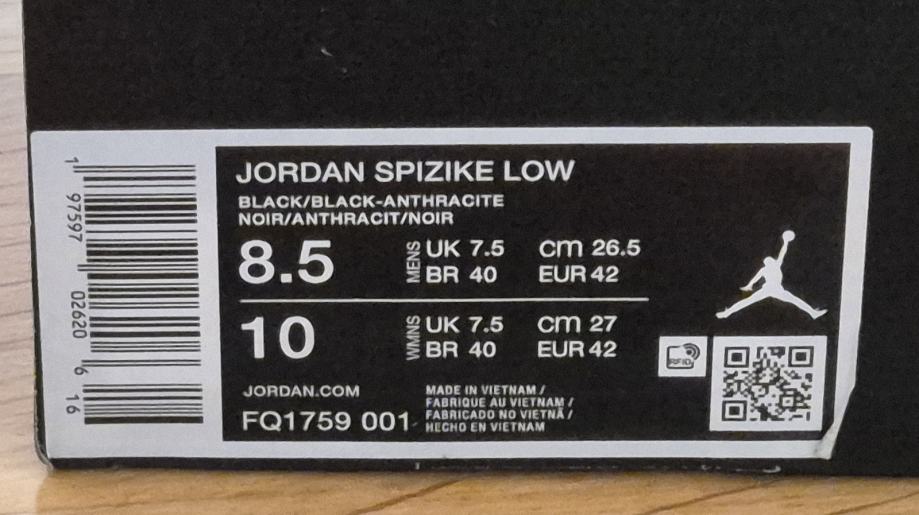 JORDAN SPIZIKE LOW
BLACK/BLACK-ANTHRACITE
NOIR/ANTHRACIT/NOIR
8.5
MENS
UK 7.5 cm 26.5
BR 40 EUR 42
10
WMNS
UK 7.5 cm 27
BR 40 EUR 42
JORDAN.COM
FQ1759 001
MADE IN VIETNAM /
FABRIQUE AU VIETNAM /
FABRICADO NO VIETNÃ /
HECHO EN VIETNAM
RFID
1 97597 02620 6 16